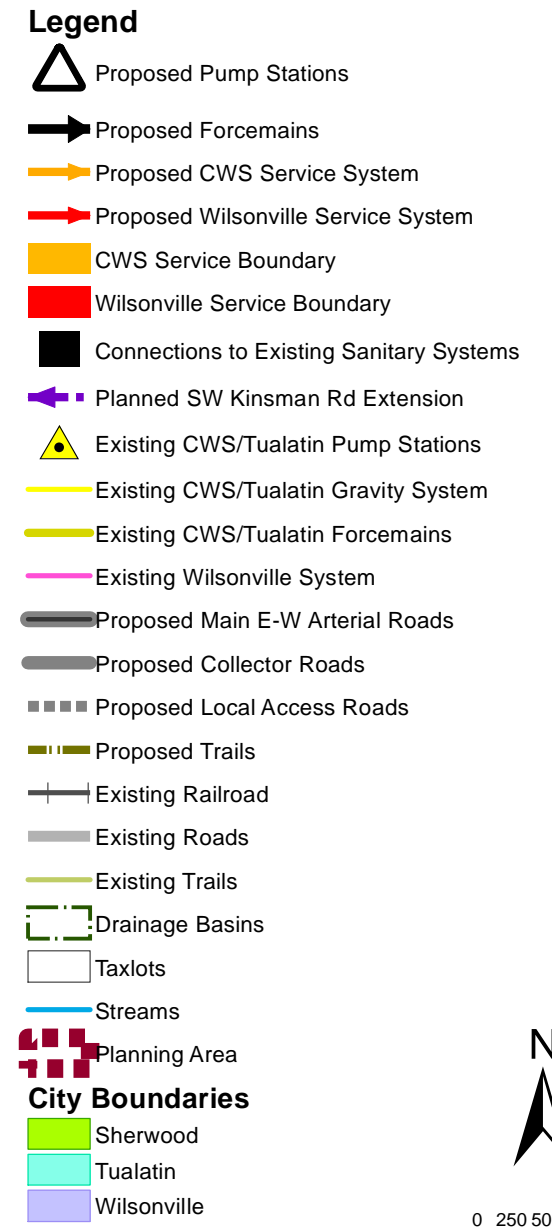 Legend
Proposed Pump Stations
Proposed Forcemains
Proposed CWS Service System
Proposed Wilsonville Service System
CWS Service Boundary
Wilsonville Service Boundary
Connections to Existing Sanitary Systems
Planned SW Kinsman Rd Extension
Existing CWS/Tualatin Pump Stations
Existing CWS/Tualatin Gravity System
Existing CWS/Tualatin Forcemains
Existing Wilsonville System
Proposed Main E-W Arterial Roads
Proposed Collector Roads
Proposed Local Access Roads
Proposed Trails
Existing Railroad
Existing Roads
Existing Trails
Drainage Basins
Taxlots
Streams
Planning Area
N
City Boundaries
Sherwood
Tualatin
Wilsonville
0 250 50